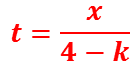 t = x / (4 − k)